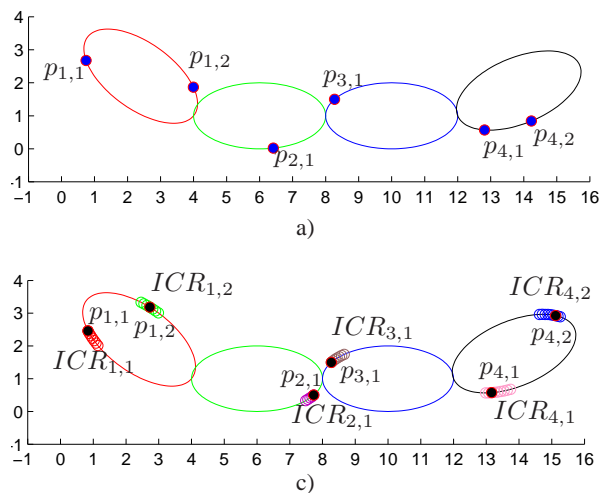 4
3
2
1
0
-1
-1 0 1 2 3 4 5 6 7 8 9 10 11 12 13 14 15 16
p1,1
p1,2
p2,1
p3,1
p4,1
p4,2
a)
4
3
2
1
0
-1
-1 0 1 2 3 4 5 6 7 8 9 10 11 12 13 14 15 16
ICR1,2
p1,1
p1,2
ICR1,1
p2,1
ICR2,1
ICR3,1
p3,1
ICR4,2
p4,2
p4,1
ICR4,1
c)